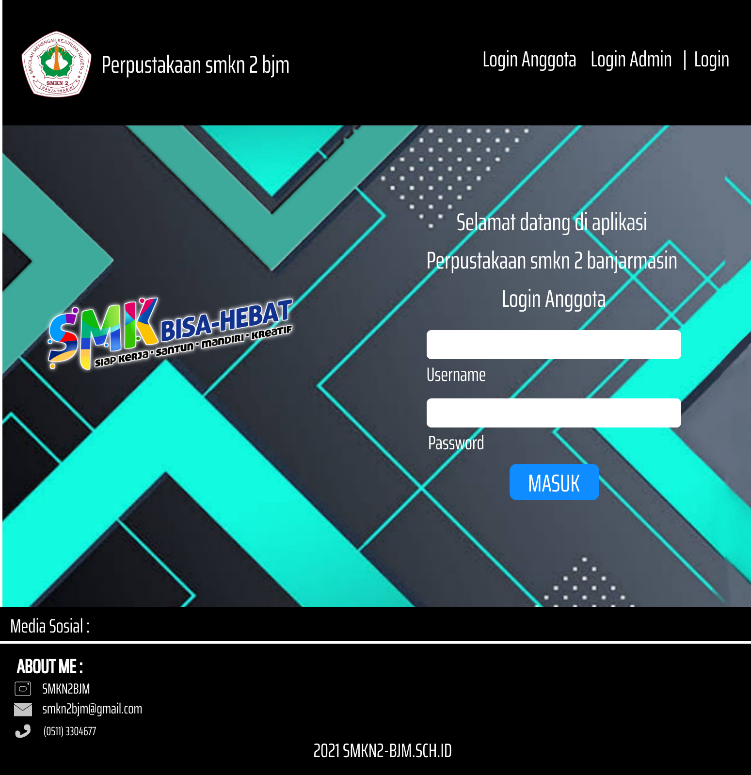 SMKN 2
Perpustakaan smkn 2 bjm
Login Anggota Login Admin | Login
Selamat datang di aplikasi
Perpustakaan smkn 2 banjarmasin
Login Anggota
SMK BISA-HEBAT
SIAP KERJA · SANTUN · MANDIRI · KREATIF
Username
Password
MASUK
Media Sosial :
ABOUT ME :
SMKN2BJM
smkn2bjm@gmail.com
(0511) 3304677
2021 SMKN2-BJM.SCH.ID